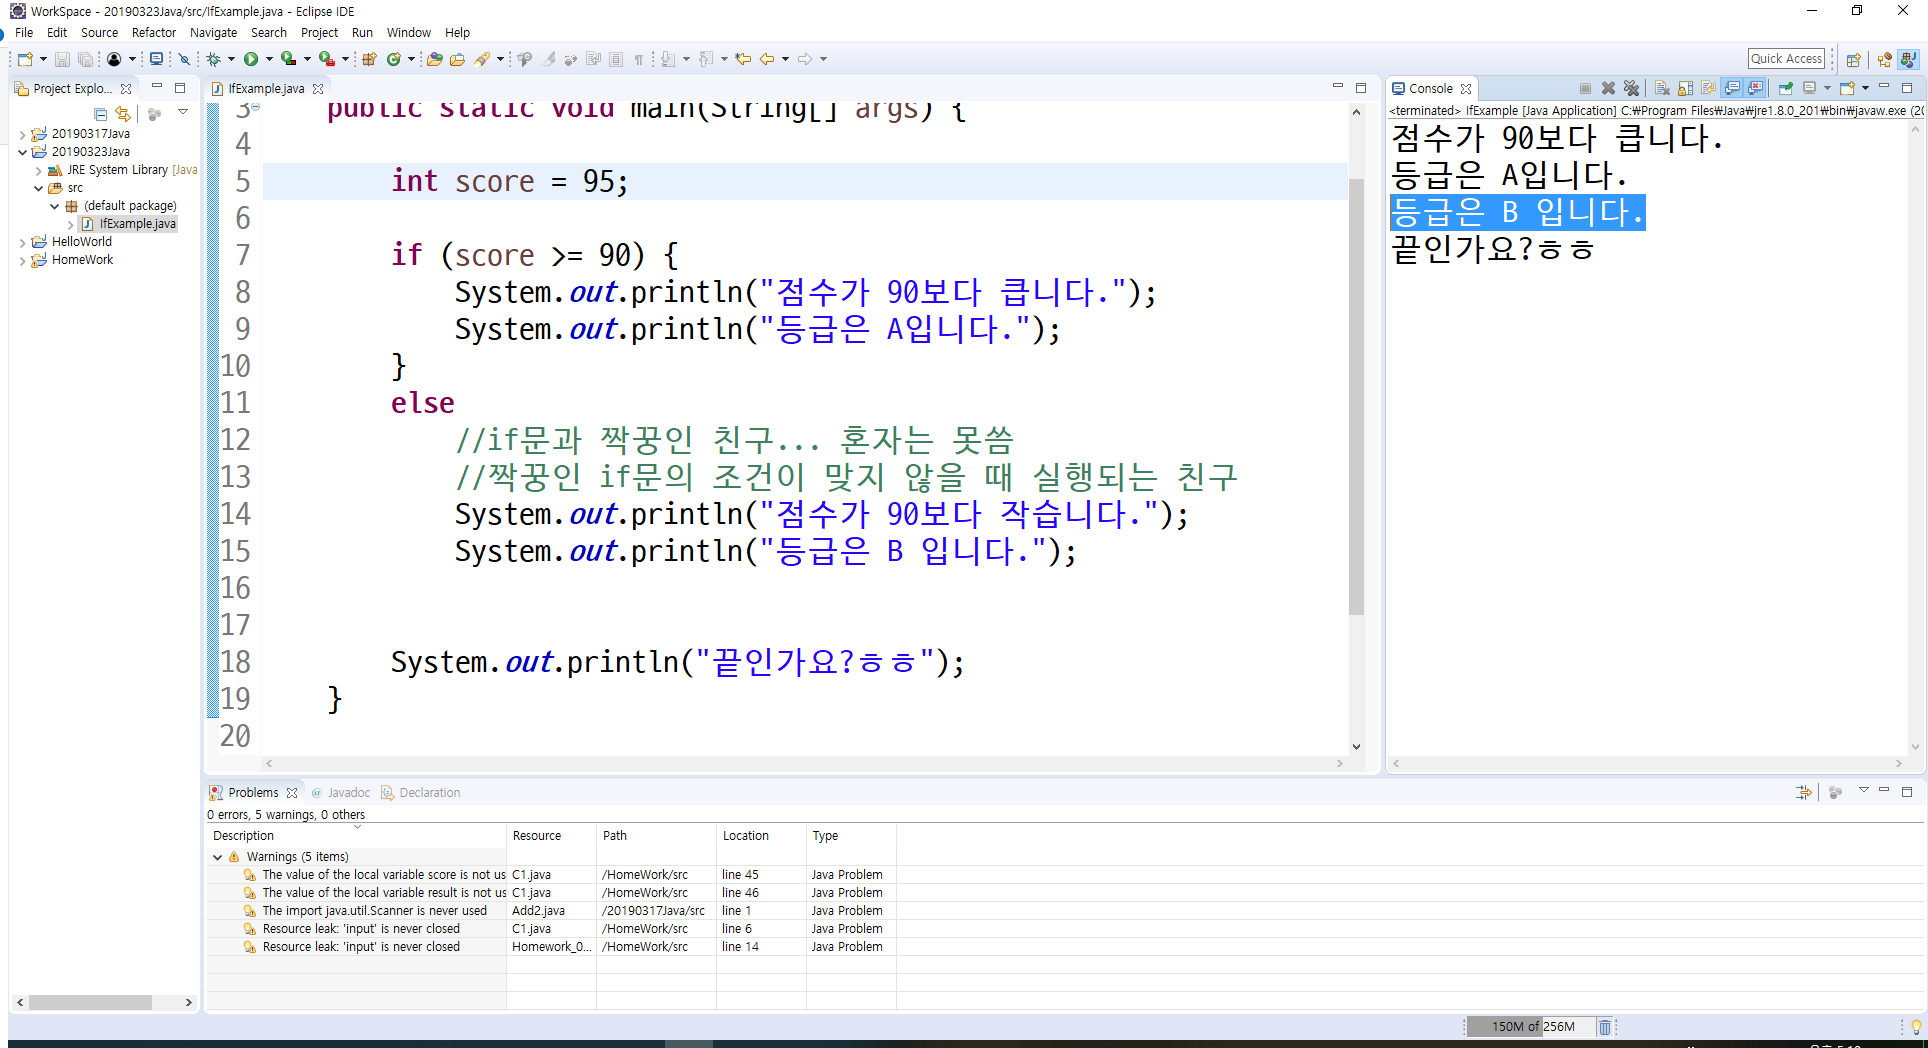 WorkSpace - 20190323Java/src/IfExample.java - Eclipse IDE
File Edit Source Refactor Navigate Search Project Run Window Help
Quick Access
Project Explo...
20190317Java
20190323Java
JRE System Library [Java
src
(default package)
IfExample.java
HelloWorld
HomeWork
IfExample.java
3 public static void main(String[] args) {
4
5 int score = 95;
6
7 if (score >= 90) {
8 System.out.println("점수가 90보다 큽니다.");
9 System.out.println("등급은 A입니다.");
10 }
11 else
12 //if문과 짝꿍인 친구... 혼자는 못씀
13 //짝꿍인 if문의 조건이 맞지 않을 때 실행되는 친구
14 System.out.println("점수가 90보다 작습니다.");
15 System.out.println("등급은 B 입니다.");
16
17
18 System.out.println("끝인가요?ㅎㅎ");
19 }
20
Console
<terminated> IfExample [Java Application] C:₩Program Files₩Java₩jre1.8.0_201₩bin₩javaw.exe (20
점수가 90보다 큽니다.
등급은 A입니다.
등급은 B 입니다.
끝인가요?ㅎㅎ
Problems Javadoc Declaration
0 errors, 5 warnings, 0 others
Description Resource Path Location Type
Warnings (5 items)
The value of the local variable score is not us C1.java /HomeWork/src line 45 Java Problem
The value of the local variable result is not us C1.java /HomeWork/src line 46 Java Problem
The import java.util.Scanner is never used Add2.java /20190317Java/src line 1 Java Problem
Resource leak: 'input' is never closed C1.java /HomeWork/src line 6 Java Problem
Resource leak: 'input' is never closed Homework_0... /HomeWork/src line 14 Java Problem
150M of 256M